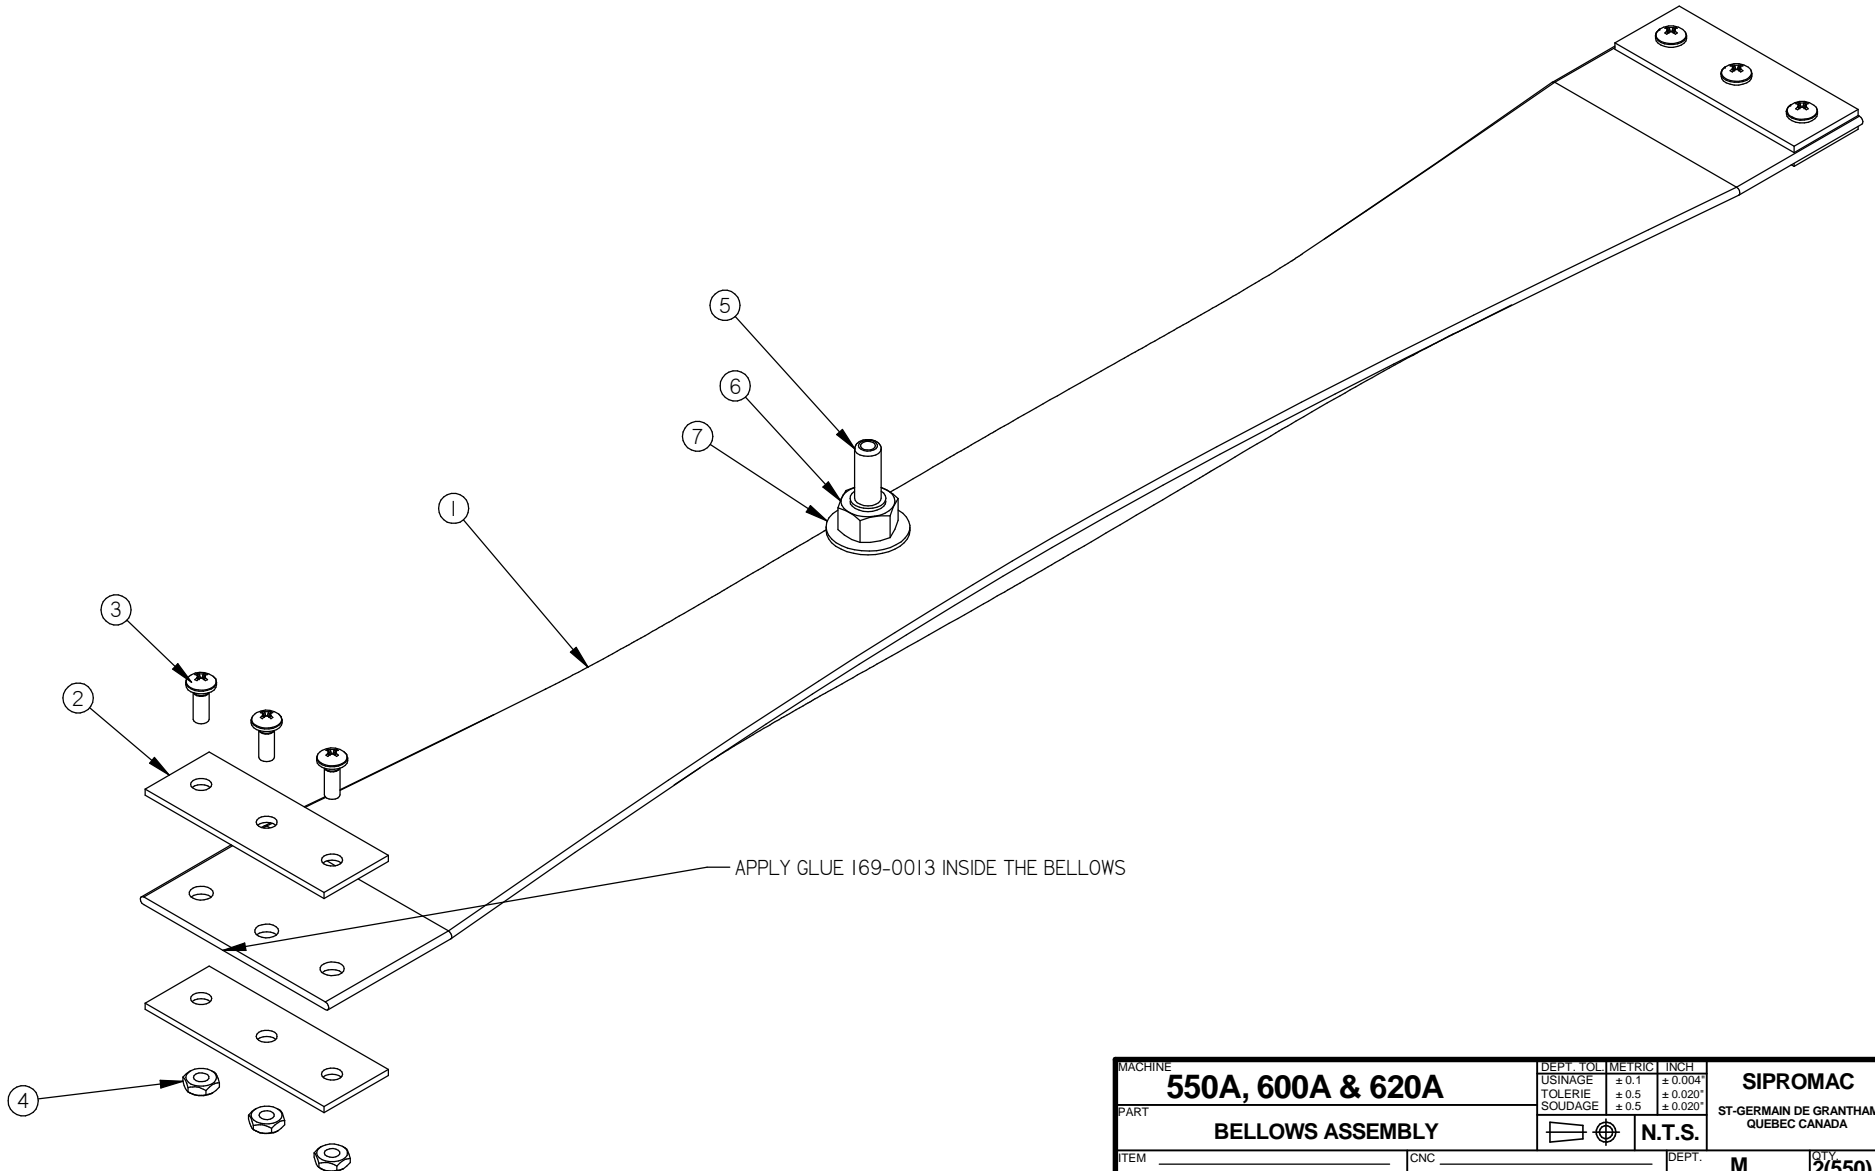 5
6
7
1
3
2
APPLY GLUE 169-0013 INSIDE THE BELLOWS
4
MACHINE
550A, 600A & 620A
PART
BELLOWS ASSEMBLY
DEPT. TOL. METRIC INCH
USINAGE ± 0.1 ± 0.004"
TOLERIE ± 0.5 ± 0.020"
SOUDAGE ± 0.5 ± 0.020"
N.T.S.
SIPROMAC
ST-GERMAIN DE GRANTHAM
QUEBEC CANADA
ITEM
CNC
DEPT.
M
QTY.
2(550)